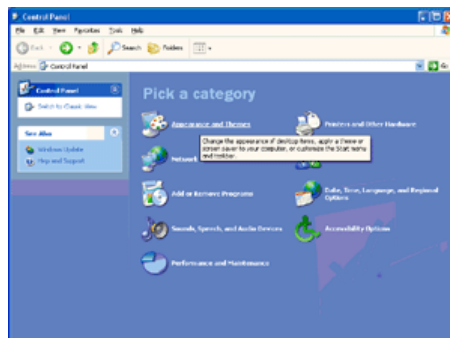 Control Panel
File Edit View Favorites Tools Help
Back Search Folders
Address Control Panel Go
Control Panel
Switch to Classic View
See Also
Windows Update
Help and Support
Pick a category
Appearance and Themes
Printers and Other Hardware
Change the appearance of desktop items, apply a theme or
screen saver to your computer, or customize the Start menu
and taskbar.
Network
Add or Remove Programs
Date, Time, Language, and Regional
Options
Sounds, Speech, and Audio Devices
Accessibility Options
Performance and Maintenance